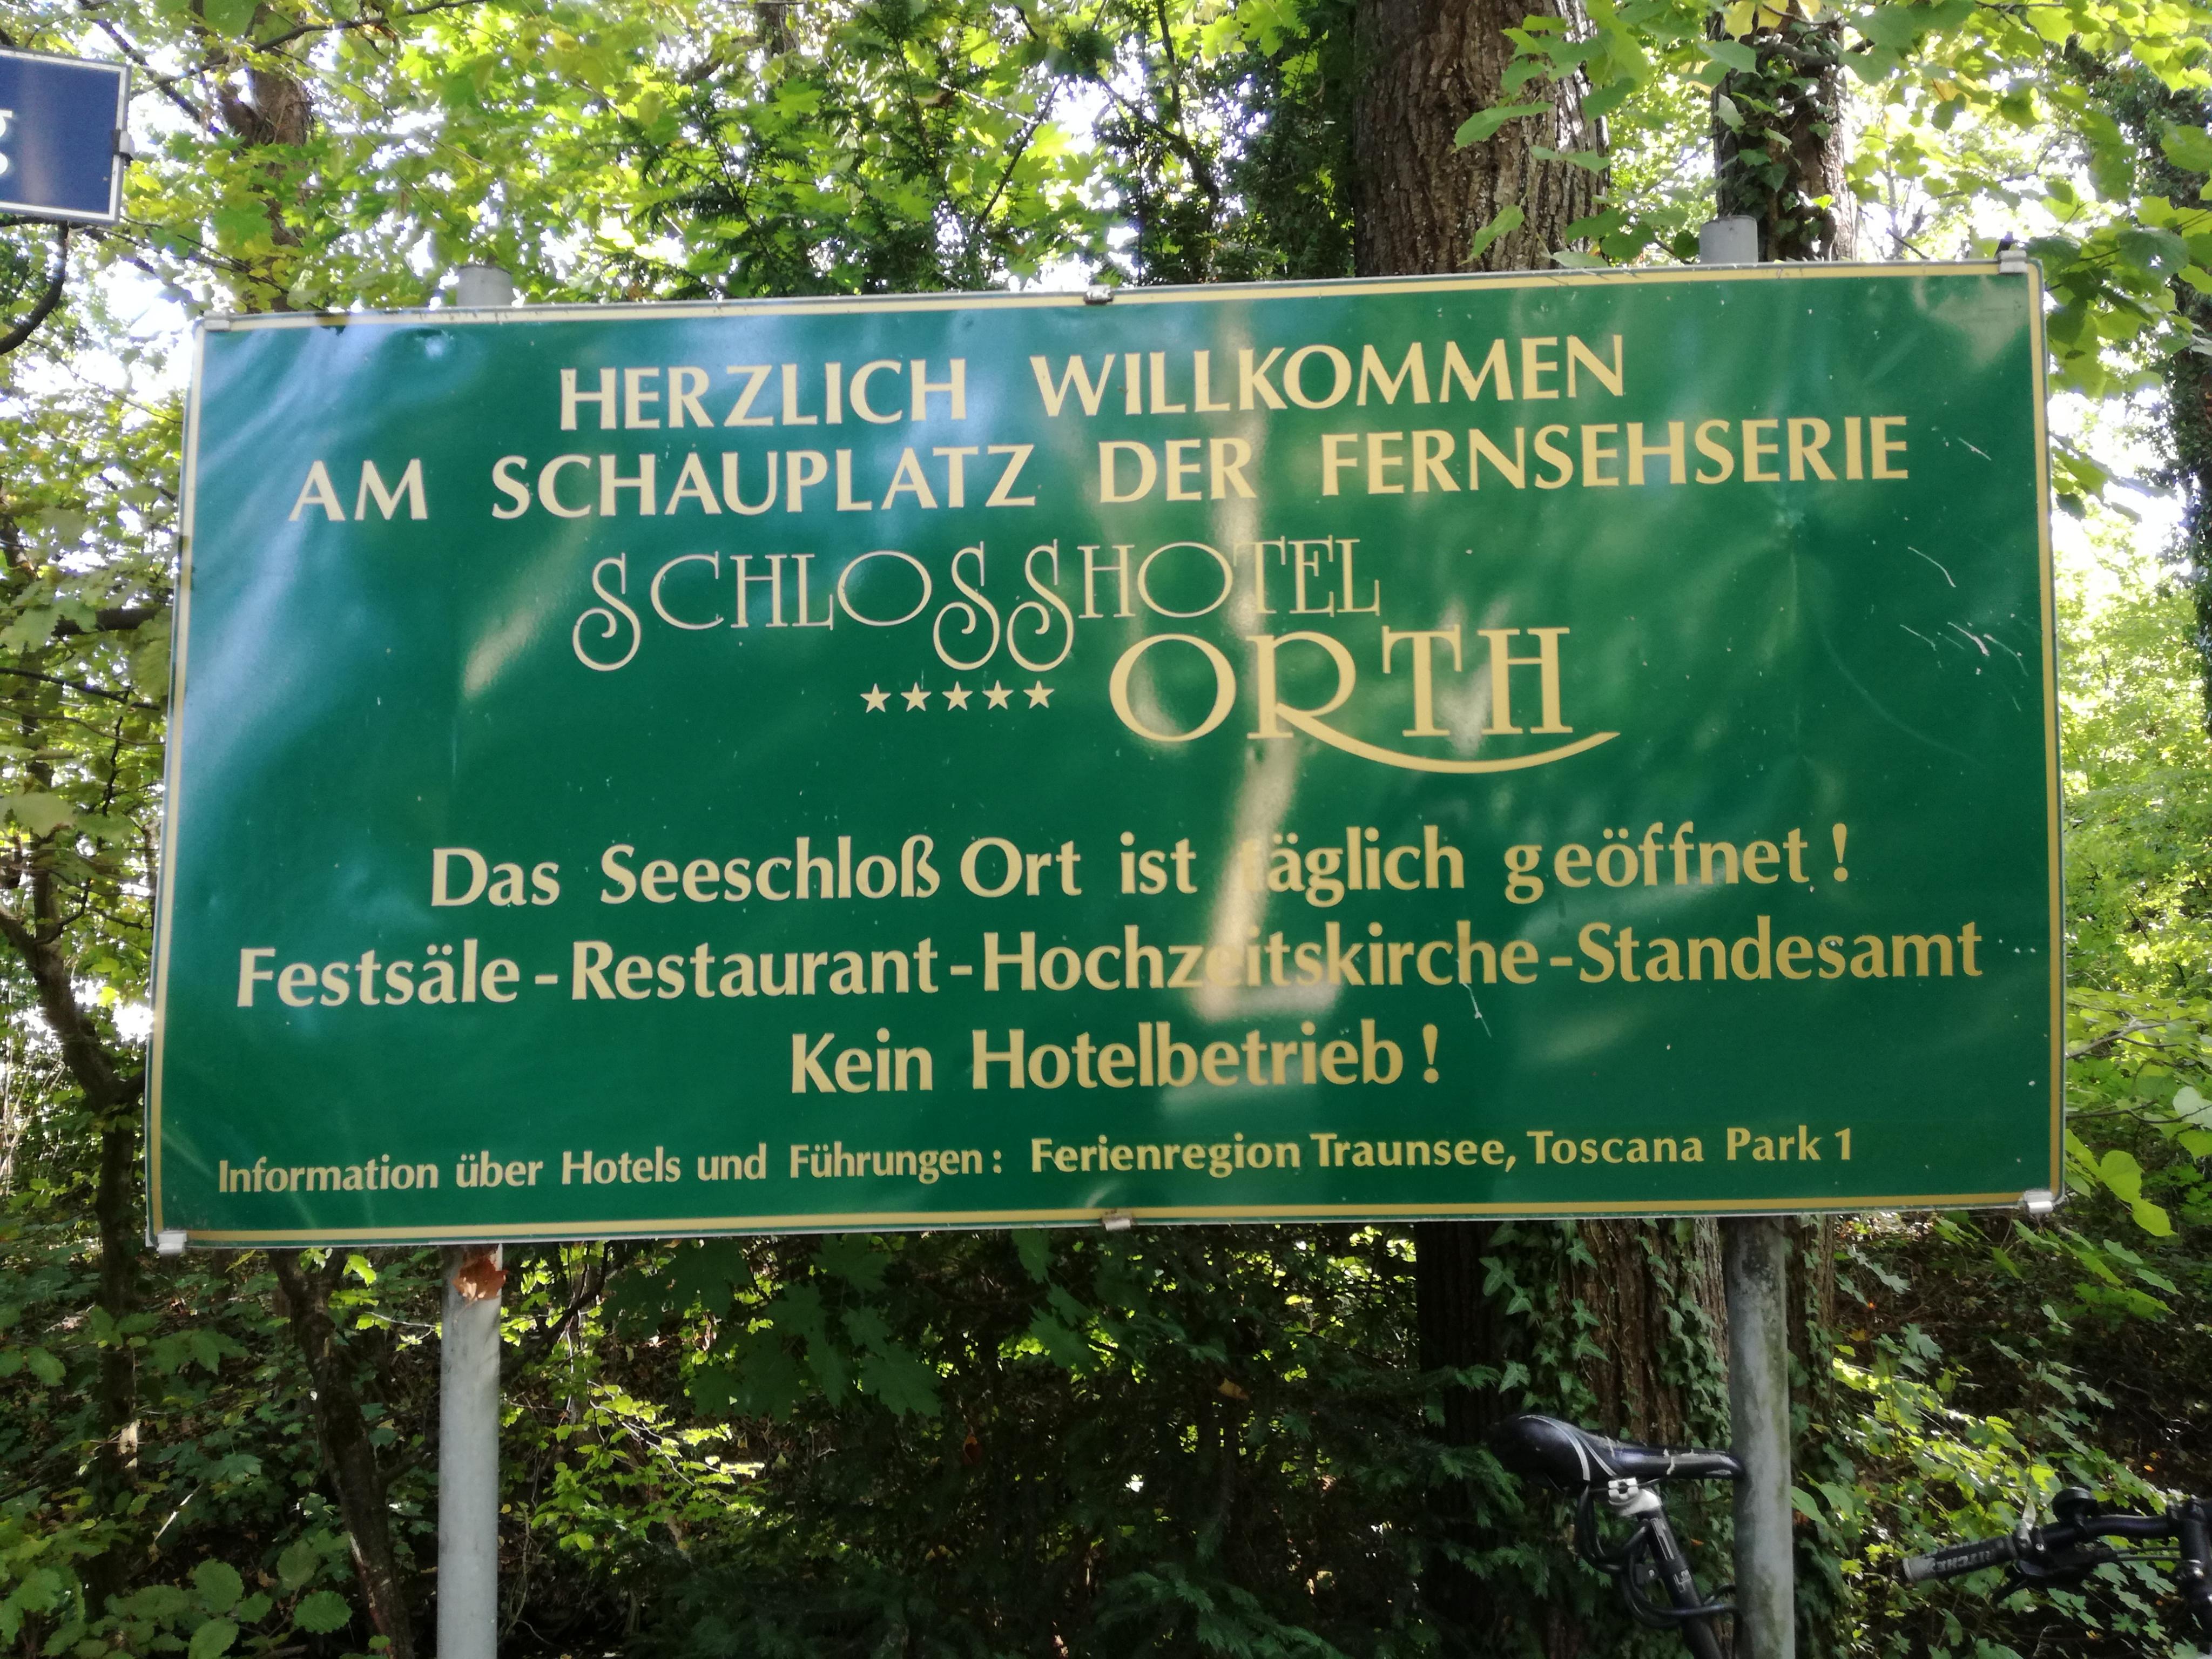 HERZLICH WILLKOMMEN
AM SCHAUPLATZ DER FERNSEHSERIE
SCHLOSSHOTEL
★★★★★ ORTH
Das Seeschloß Ort ist täglich geöffnet !
Festsäle - Restaurant - Hochzeitskirche - Standesamt
Kein Hotelbetrieb !
Information über Hotels und Führungen : Ferienregion Traunsee, Toscana Park 1